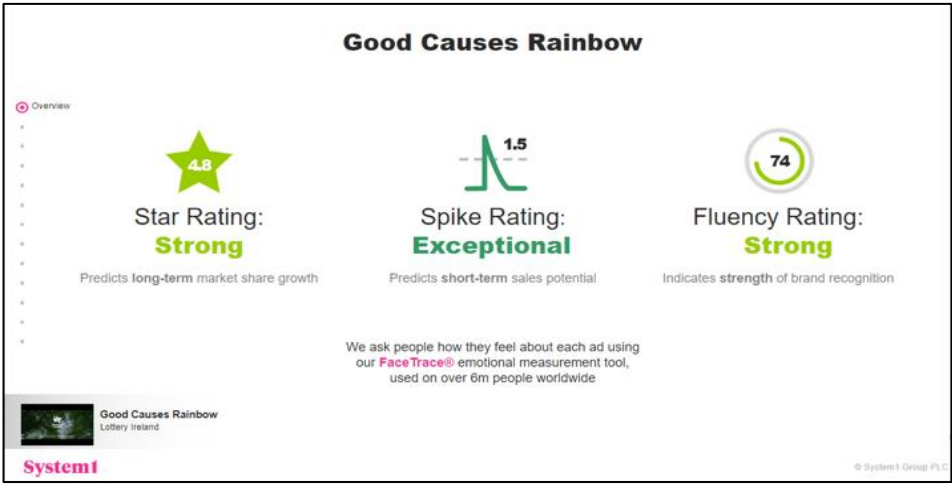 Good Causes Rainbow
Overview
4.8
Star Rating:
Strong
Predicts long-term market share growth
1.5
Spike Rating:
Exceptional
Predicts short-term sales potential
74
Fluency Rating:
Strong
Indicates strength of brand recognition
We ask people how they feel about each ad using
our FaceTrace® emotional measurement tool,
used on over 6m people worldwide
Good Causes Rainbow
Lottery Ireland
System1
© System1 Group PLC